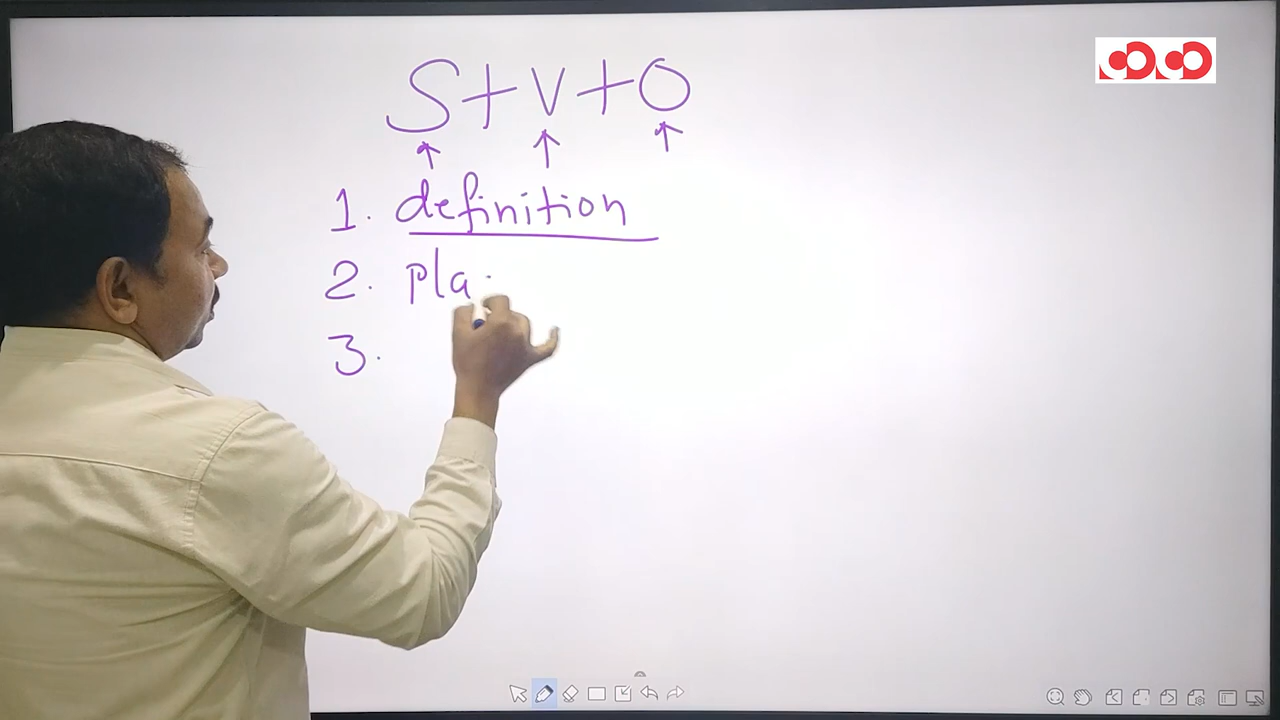 S+V+O
1. definition
2. pla
3.